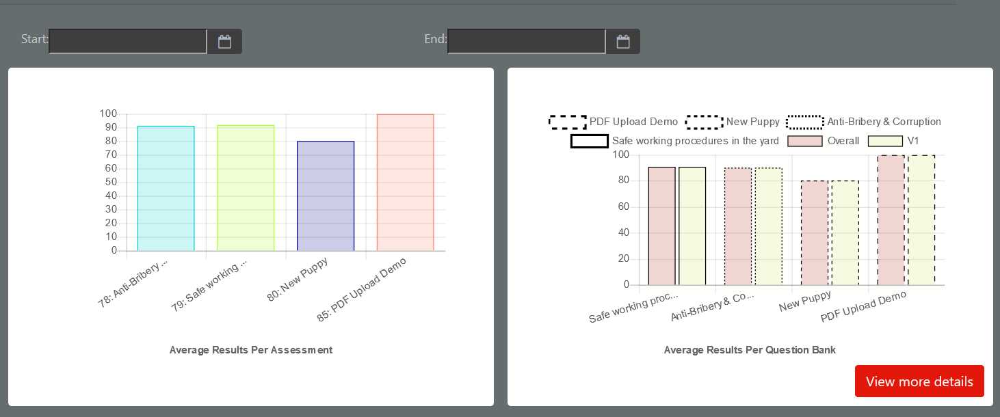 Start:
End:
100
90
80
70
60
50
40
30
20
10
0
78: Anti-Bribery ...
79: Safe working ...
80: New Puppy
85: PDF Upload Demo
Average Results Per Assessment
PDF Upload Demo New Puppy Anti-Bribery & Corruption
Safe working procedures in the yard Overall V1
100
80
60
40
20
0
Safe working proc...
Anti-Bribery & Co...
New Puppy
PDF Upload Demo
Average Results Per Question Bank
View more details